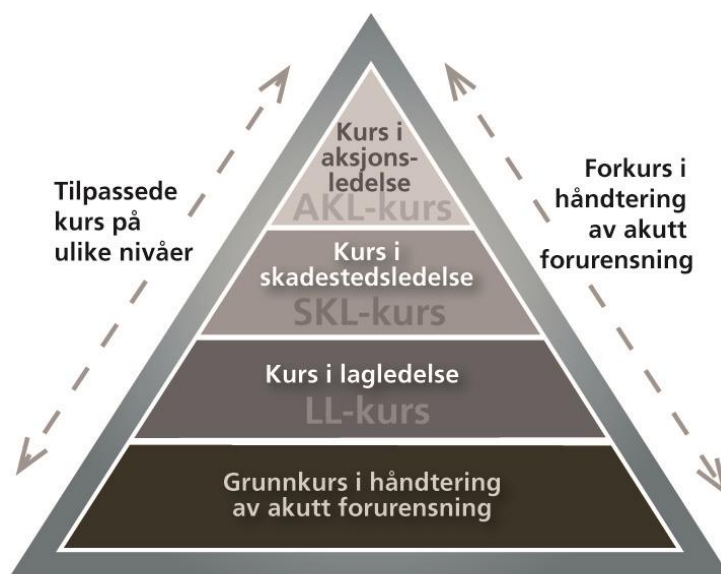 Kurs i
aksjons-
ledelse
AKL-kurs
Tilpassede
kurs på
ulike nivåer
Forkurs i
håndtering
av akutt
forurensning
Kurs i
skadestedsledelse
SKL-kurs
Kurs i lagledelse
LL-kurs
Grunnkurs i håndtering
av akutt forurensning